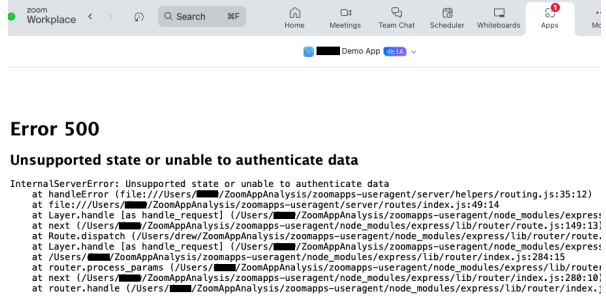 zoom
Workplace
Search ⌘F
Home
Meetings
Team Chat
Scheduler
Whiteboards
1
Apps
Mo
Demo App BETA
Error 500
Unsupported state or unable to authenticate data
InternalServerError: Unsupported state or unable to authenticate data
at handleError (file:///Users/ /ZoomAppAnalysis/zoomapps-useragent/server/helpers/routing.js:35:12)
at file:///Users/ /ZoomAppAnalysis/zoomapps-useragent/server/routes/index.js:49:14
at Layer.handle [as handle_request] (/Users/ /ZoomAppAnalysis/zoomapps-useragent/node_modules/express
at next (/Users/ /ZoomAppAnalysis/zoomapps-useragent/node_modules/express/lib/router/route.js:149:13)
at Route.dispatch (/Users/drew/ZoomAppAnalysis/zoomapps-useragent/node_modules/express/lib/router/route.
at Layer.handle [as handle_request] (/Users/ /ZoomAppAnalysis/zoomapps-useragent/node_modules/express
at /Users/ /ZoomAppAnalysis/zoomapps-useragent/node_modules/express/lib/router/index.js:284:15
at router.process_params (/Users/ /ZoomAppAnalysis/zoomapps-useragent/node_modules/express/lib/router
at next (/Users/ /ZoomAppAnalysis/zoomapps-useragent/node_modules/express/lib/router/index.js:280:10)
at router.handle (/Users/ /ZoomAppAnalysis/zoomapps-useragent/node_modules/express/lib/router/index.j